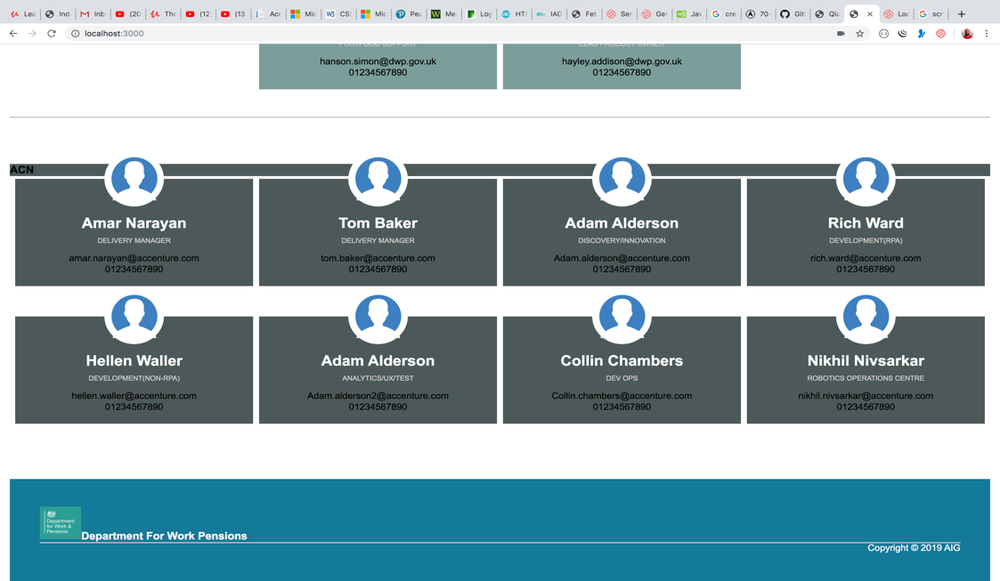 Lea
Ind
Inb
(20
The
(12
(13
Acc
Mic
CSS
Mic
Pea
We
Log
HT
IAG
Fet
Ser
Get
Jav
cre
70
Git
Qiu
Loc
scr
localhost:3000
PORTFOLIO SUPPORT
LEAD PRODUCT OWNER
hanson.simon@dwp.gov.uk
hayley.addison@dwp.gov.uk
01234567890
01234567890
ACN
Amar Narayan
Tom Baker
Adam Alderson
Rich Ward
DELIVERY MANAGER
DELIVERY MANAGER
DISCOVERY/INNOVATION
DEVELOPMENT(RPA)
amar.narayan@accenture.com
tom.baker@accenture.com
Adam.alderson@accenture.com
rich.ward@accenture.com
01234567890
01234567890
01234567890
01234567890
Hellen Waller
Adam Alderson
Collin Chambers
Nikhil Nivsarkar
DEVELOPMENT(NON-RPA)
ANALYTICS/UX/TEST
DEV OPS
ROBOTICS OPERATIONS CENTRE
hellen.waller@accenture.com
Adam.alderson2@accenture.com
Collin.chambers@accenture.com
nikhil.nivsarkar@accenture.com
01234567890
01234567890
01234567890
01234567890
Department
for Work &
Pensions
Department For Work Pensions
Copyright © 2019 AIG